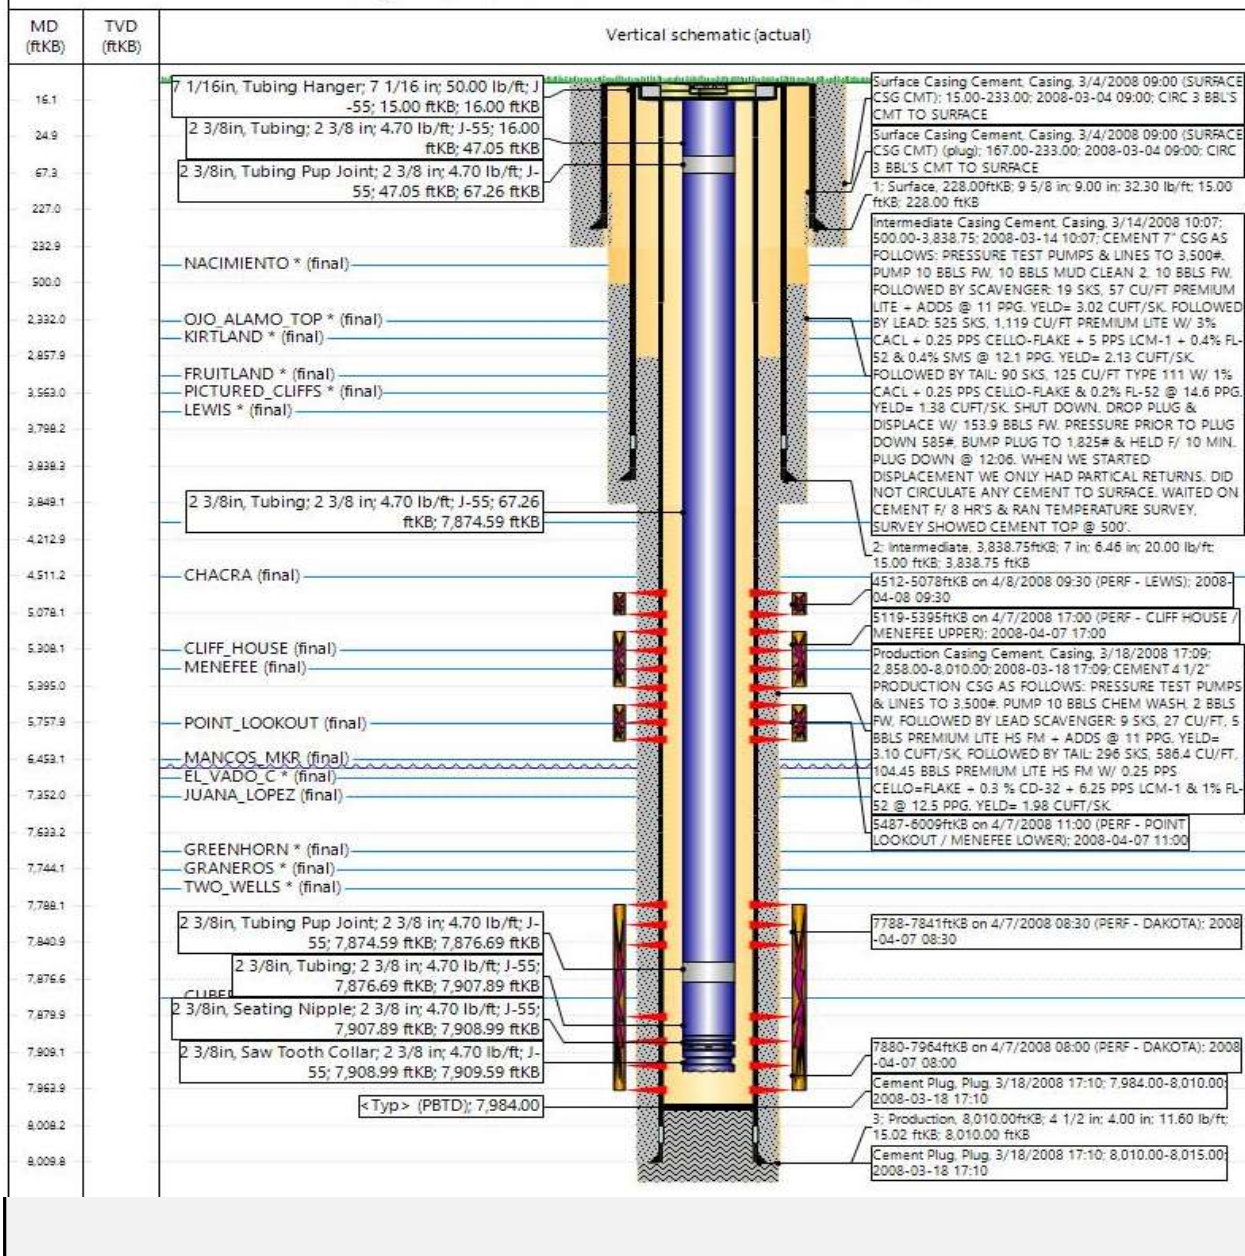 MD
(ftKB)
TVD
(ftKB)
Vertical schematic (actual)
16.1
24.9
67.3
227.0
232.9
500.0
2,332.0
2,857.9
3,563.0
3,798.2
3,838.3
3,849.1
4,212.9
4,511.2
5,078.1
5,308.1
5,395.0
5,757.9
6,453.1
7,352.0
7,633.2
7,744.1
7,788.1
7,840.9
7,876.6
7,879.9
7,909.1
7,963.9
8,008.2
8,009.8
7 1/16in, Tubing Hanger; 7 1/16 in; 50.00 lb/ft; J
-55; 15.00 ftKB; 16.00 ftKB
2 3/8in, Tubing; 2 3/8 in; 4.70 lb/ft; J-55; 16.00
ftKB; 47.05 ftKB
2 3/8in, Tubing Pup Joint; 2 3/8 in; 4.70 lb/ft; J-
55; 47.05 ftKB; 67.26 ftKB
NACIMIENTO * (final)
OJO_ALAMO_TOP * (final)
KIRTLAND * (final)
FRUITLAND * (final)
PICTURED_CLIFFS * (final)
LEWIS * (final)
2 3/8in, Tubing; 2 3/8 in; 4.70 lb/ft; J-55; 67.26
ftKB; 7,874.59 ftKB
CHACRA (final)
CLIFF_HOUSE (final)
MENEFEE (final)
POINT_LOOKOUT (final)
MANCOS_MKR (final)
EL_VADO_C * (final)
JUANA_LOPEZ (final)
GREENHORN * (final)
GRANEROS * (final)
TWO_WELLS * (final)
2 3/8in, Tubing Pup Joint; 2 3/8 in; 4.70 lb/ft; J-
55; 7,874.59 ftKB; 7,876.69 ftKB
2 3/8in, Tubing; 2 3/8 in; 4.70 lb/ft; J-55;
7,876.69 ftKB; 7,907.89 ftKB
2 3/8in, Seating Nipple; 2 3/8 in; 4.70 lb/ft; J-55;
7,907.89 ftKB; 7,908.99 ftKB
2 3/8in, Saw Tooth Collar; 2 3/8 in; 4.70 lb/ft; J-
55; 7,908.99 ftKB; 7,909.59 ftKB
<Typ> (PBTD); 7,984.00
Surface Casing Cement, Casing, 3/4/2008 09:00 (SURFACE
CSG CMT); 15.00-233.00; 2008-03-04 09:00; CIRC 3 BBL'S
CMT TO SURFACE
Surface Casing Cement, Casing, 3/4/2008 09:00 (SURFACE
CSG CMT) (plug); 167.00-233.00; 2008-03-04 09:00; CIRC
3 BBL'S CMT TO SURFACE
1; Surface, 228.00ftKB; 9 5/8 in; 9.00 in; 32.30 lb/ft; 15.00
ftKB; 228.00 ftKB
Intermediate Casing Cement, Casing, 3/14/2008 10:07;
500.00-3,838.75; 2008-03-14 10:07; CEMENT 7" CSG AS
FOLLOWS: PRESSURE TEST PUMPS & LINES TO 3,500#.
PUMP 10 BBLS FW, 10 BBLS MUD CLEAN 2, 10 BBLS FW.
FOLLOWED BY SCAVENGER: 19 SKS, 57 CU/FT PREMIUM
LITE + ADDS @ 11 PPG. YELD= 3.02 CUFT/SK. FOLLOWED
BY LEAD: 525 SKS, 1,119 CU/FT PREMIUM LITE W/ 3%
CACL + 0.25 PPS CELLO-FLAKE + 5 PPS LCM-1 + 0.4% FL-
52 & 0.4% SMS @ 12.1 PPG. YELD= 2.13 CUFT/SK.
FOLLOWED BY TAIL: 90 SKS, 125 CU/FT TYPE 111 W/ 1%
CACL + 0.25 PPS CELLO-FLAKE & 0.2% FL-52 @ 14.6 PPG.
YELD= 1.38 CUFT/SK. SHUT DOWN. DROP PLUG &
DISPLACE W/ 153.9 BBLS FW. PRESSURE PRIOR TO PLUG
DOWN 585#, BUMP PLUG TO 1,825# & HELD F/ 10 MIN.
PLUG DOWN @ 12:06. WHEN WE STARTED
DISPLACEMENT WE ONLY HAD PARTICAL RETURNS. DID
NOT CIRCULATE ANY CEMENT TO SURFACE. WAITED ON
CEMENT F/ 8 HR'S & RAN TEMPERATURE SURVEY,
SURVEY SHOWED CEMENT TOP @ 500'.
2; Intermediate, 3,838.75ftKB; 7 in; 6.46 in; 20.00 lb/ft;
15.00 ftKB; 3,838.75 ftKB
4512-5078ftKB on 4/8/2008 09:30 (PERF - LEWIS); 2008-
04-08 09:30
5119-5395ftKB on 4/7/2008 17:00 (PERF - CLIFF HOUSE /
MENEFEE UPPER); 2008-04-07 17:00
Production Casing Cement, Casing, 3/18/2008 17:09;
2,858.00-8,010.00; 2008-03-18 17:09; CEMENT 4 1/2"
PRODUCTION CSG AS FOLLOWS: PRESSURE TEST PUMPS
& LINES TO 3,500#. PUMP 10 BBLS CHEM WASH, 2 BBLS
FW, FOLLOWED BY LEAD SCAVENGER: 9 SKS, 27 CU/FT, 5
BBLS PREMIUM LITE HS FM + ADDS @ 11 PPG. YELD=
3.10 CUFT/SK, FOLLOWED BY TAIL: 296 SKS, 586.4 CU/FT,
104.45 BBLS PREMIUM LITE HS FM W/ 0.25 PPS
CELLO=FLAKE + 0.3 % CD-32 + 6.25 PPS LCM-1 & 1% FL-
52 @ 12.5 PPG. YELD= 1.98 CUFT/SK.
5487-6009ftKB on 4/7/2008 11:00 (PERF - POINT
LOOKOUT / MENEFEE LOWER); 2008-04-07 11:00
7788-7841ftKB on 4/7/2008 08:30 (PERF - DAKOTA); 2008
-04-07 08:30
7880-7964ftKB on 4/7/2008 08:00 (PERF - DAKOTA); 2008
-04-07 08:00
Cement Plug, Plug, 3/18/2008 17:10; 7,984.00-8,010.00;
2008-03-18 17:10
3; Production, 8,010.00ftKB; 4 1/2 in; 4.00 in; 11.60 lb/ft;
15.02 ftKB; 8,010.00 ftKB
Cement Plug, Plug, 3/18/2008 17:10; 8,010.00-8,015.00;
2008-03-18 17:10